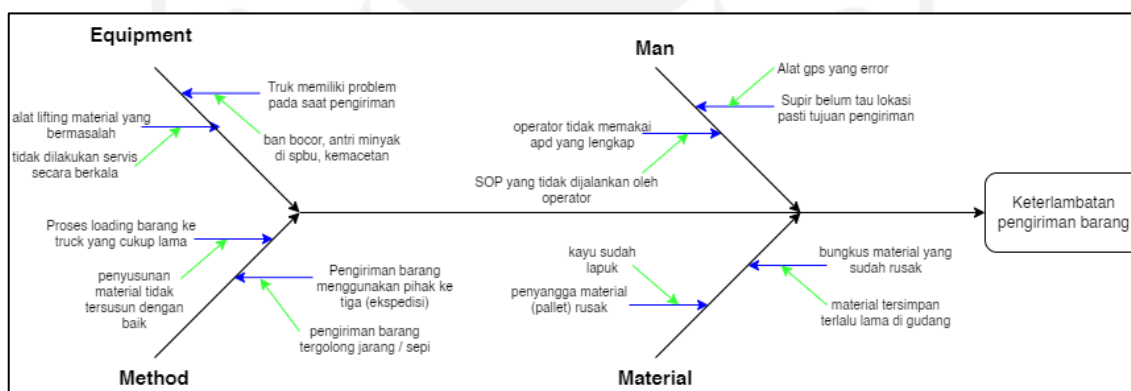 Equipment
Truk memiliki problem
pada saat pengiriman
alat lifting material yang
bermasalah
ban bocor, antri minyak
di spbu, kemacetan
tidak dilakukan servis
secara berkala
Man
Alat gps yang error
Supir belum tau lokasi
pasti tujuan pengiriman
operator tidak memakai
apd yang lengkap
SOP yang tidak dijalankan oleh
operator
Keterlambatan
pengiriman barang
Proses loading barang ke
truck yang cukup lama
penyusunan
material tidak
tersusun dengan
baik
Pengiriman barang
menggunakan pihak ke
tiga (ekspedisi)
pengiriman barang
tergolong jarang / sepi
Method
kayu sudah
lapuk
penyangga material
(pallet) rusak
bungkus material yang
sudah rusak
material tersimpan
terlalu lama di gudang
Material